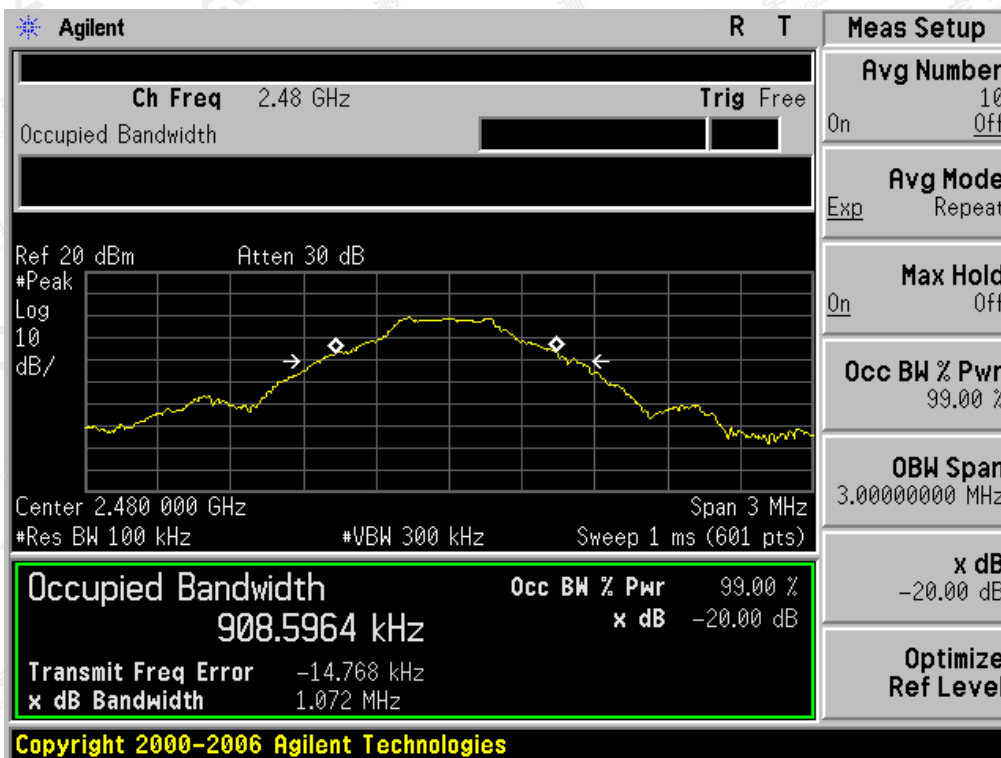 Agilent R T
Ch Freq 2.48 GHz Trig Free
Occupied Bandwidth
Ref 20 dBm Atten 30 dB
#Peak
Log
10
dB/
Center 2.480 000 GHz Span 3 MHz
#Res BW 100 kHz #VBW 300 kHz Sweep 1 ms (601 pts)
Occupied Bandwidth Occ BW % Pwr 99.00 %
908.5964 kHz x dB -20.00 dB
Transmit Freq Error -14.768 kHz
x dB Bandwidth 1.072 MHz
Copyright 2000-2006 Agilent Technologies
Meas Setup
Avg Number
10
On Off
Avg Mode
Exp Repeat
Max Hold
On Off
Occ BW % Pwr
99.00 %
OBW Span
3.00000000 MHz
x dB
-20.00 dB
Optimize
Ref Level